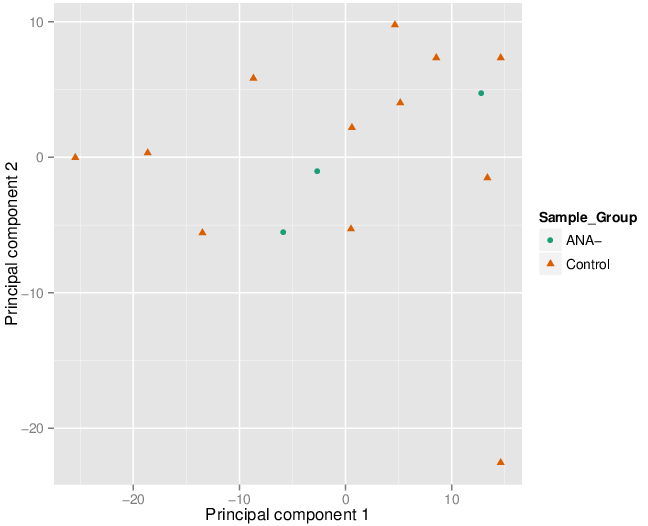 10
0
−10
−20
Principal component 2
−20
−10
0
10
Principal component 1
Sample_Group
ANA−
Control